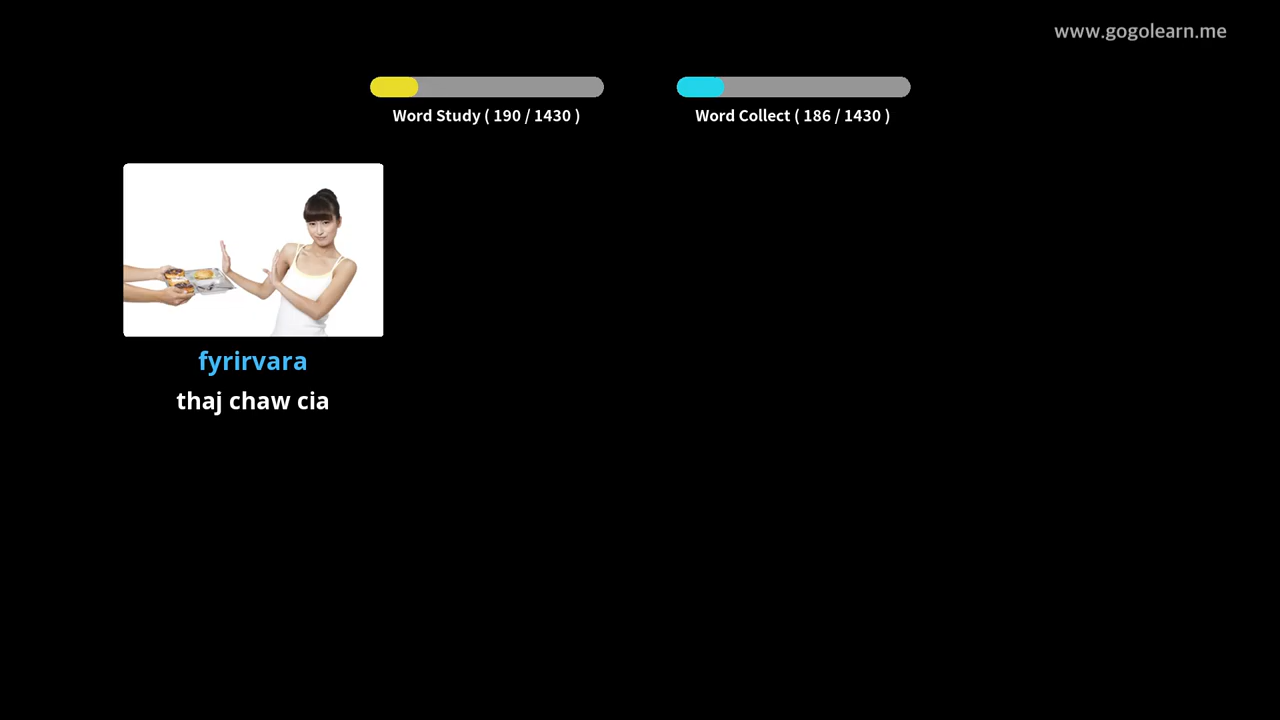 www.gogolearn.me
Word Study ( 190 / 1430 )
Word Collect ( 186 / 1430 )
fyrirvara
thaj chaw cia